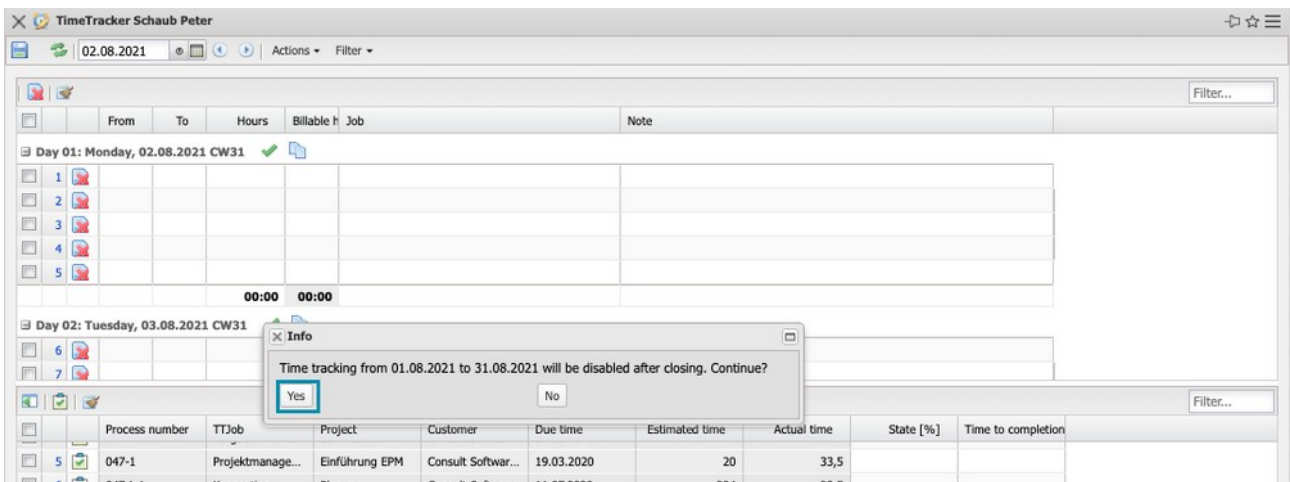 TimeTracker Schaub Peter
02.08.2021 Actions Filter
Filter...
From To Hours Billable h Job Note
Day 01: Monday, 02.08.2021 CW31
1
2
3
4
5
00:00 00:00
Day 02: Tuesday, 03.08.2021 CW31
6
7
Info
Time tracking from 01.08.2021 to 31.08.2021 will be disabled after closing. Continue?
Yes No
Filter...
Process number TTJob Project Customer Due time Estimated time Actual time State [%] Time to completion
5 047-1 Projektmanage... Einführung EPM Consult Softwar... 19.03.2020 20 33,5